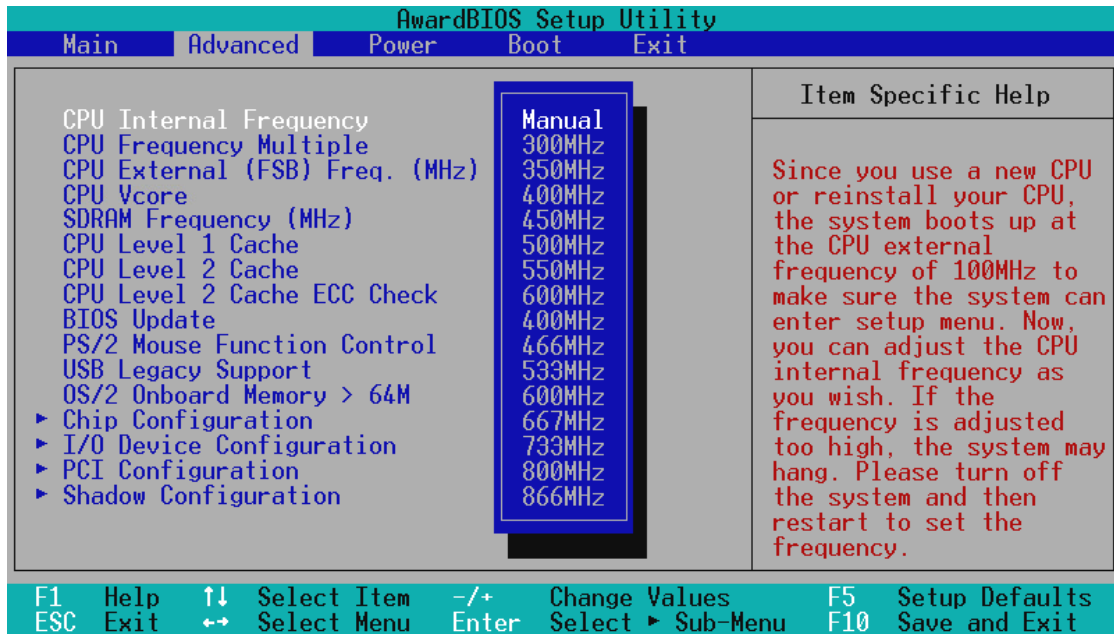 AwardBIOS Setup Utility
Main Advanced Power Boot Exit
CPU Internal Frequency
CPU Frequency Multiple
CPU External (FSB) Freq. (MHz)
CPU Vcore
SDRAM Frequency (MHz)
CPU Level 1 Cache
CPU Level 2 Cache
CPU Level 2 Cache ECC Check
BIOS Update
PS/2 Mouse Function Control
USB Legacy Support
OS/2 Onboard Memory > 64M
► Chip Configuration
► I/O Device Configuration
► PCI Configuration
► Shadow Configuration
Manual
300MHz
350MHz
400MHz
450MHz
500MHz
550MHz
600MHz
400MHz
466MHz
533MHz
600MHz
667MHz
733MHz
800MHz
866MHz
Item Specific Help
Since you use a new CPU
or reinstall your CPU,
the system boots up at
the CPU external
frequency of 100MHz to
make sure the system can
enter setup menu. Now,
you can adjust the CPU
internal frequency as
you wish. If the
frequency is adjusted
too high, the system may
hang. Please turn off
the system and then
restart to set the
frequency.
F1 Help ↑↓ Select Item -/+ Change Values F5 Setup Defaults
ESC Exit ←→ Select Menu Enter Select ► Sub-Menu F10 Save and Exit